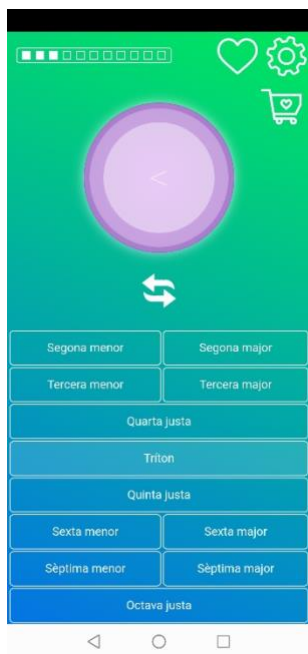 <
Segona menor Segona major
Tercera menor Tercera major
Quarta justa
Tríton
Quinta justa
Sexta menor Sexta major
Sèptima menor Sèptima major
Octava justa